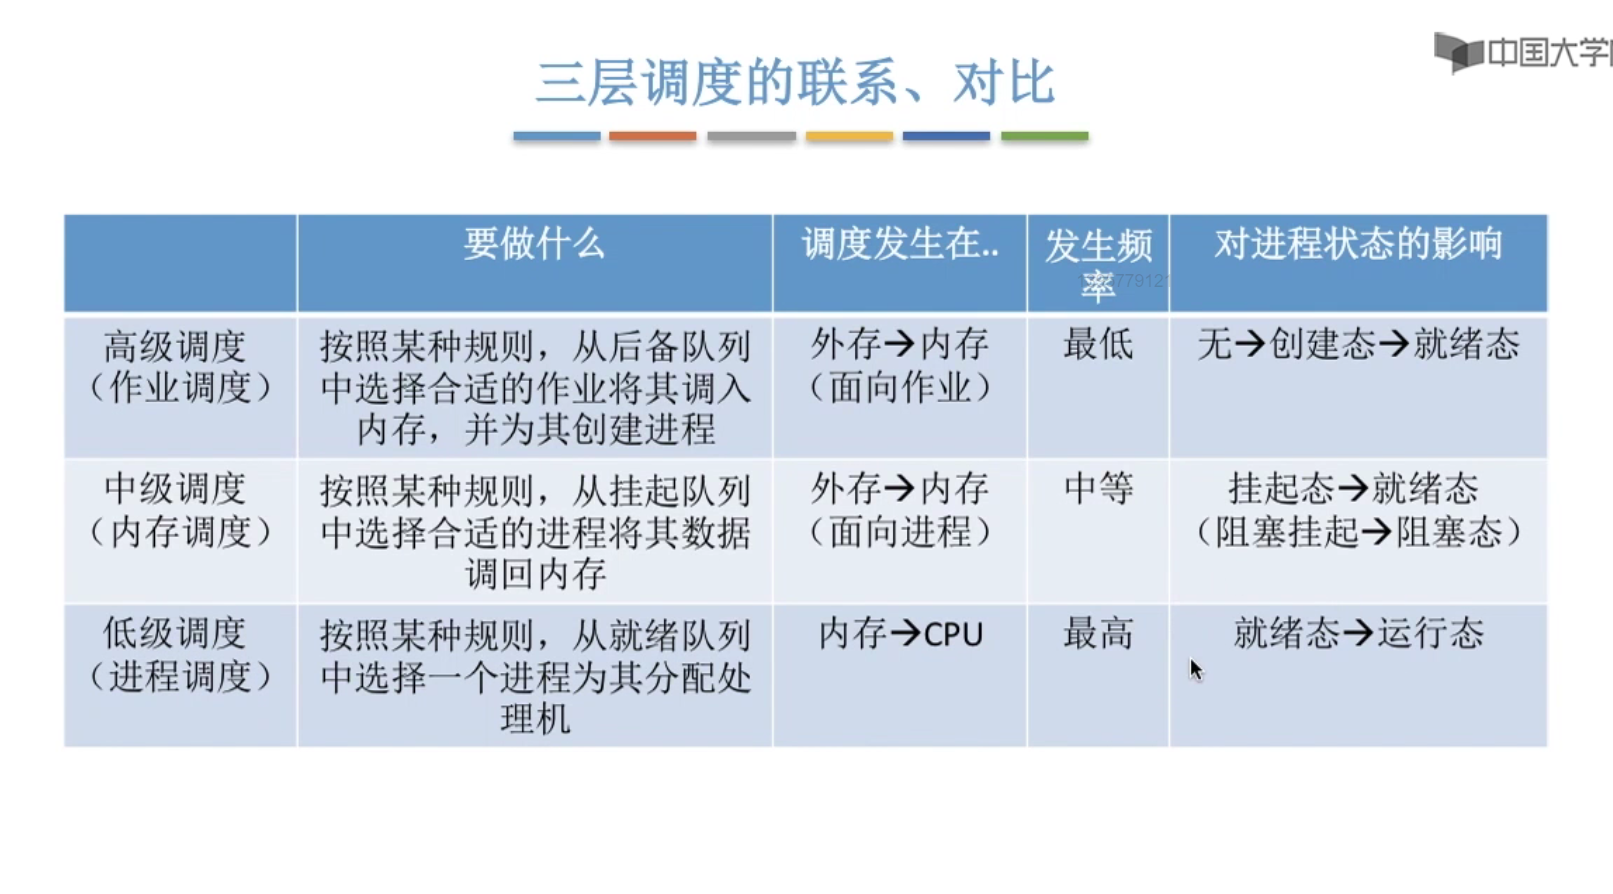 中国大学
三层调度的联系、对比
要做什么
调度发生在..
发生频
率
对进程状态的影响
高级调度
（作业调度）
按照某种规则，从后备队列
中选择合适的作业将其调入
内存，并为其创建进程
外存→内存
（面向作业）
最低
无→创建态→就绪态
中级调度
（内存调度）
按照某种规则，从挂起队列
中选择合适的进程将其数据
调回内存
外存→内存
（面向进程）
中等
挂起态→就绪态
（阻塞挂起→阻塞态）
低级调度
（进程调度）
按照某种规则，从就绪队列
中选择一个进程为其分配处
理机
内存→CPU
最高
就绪态→运行态